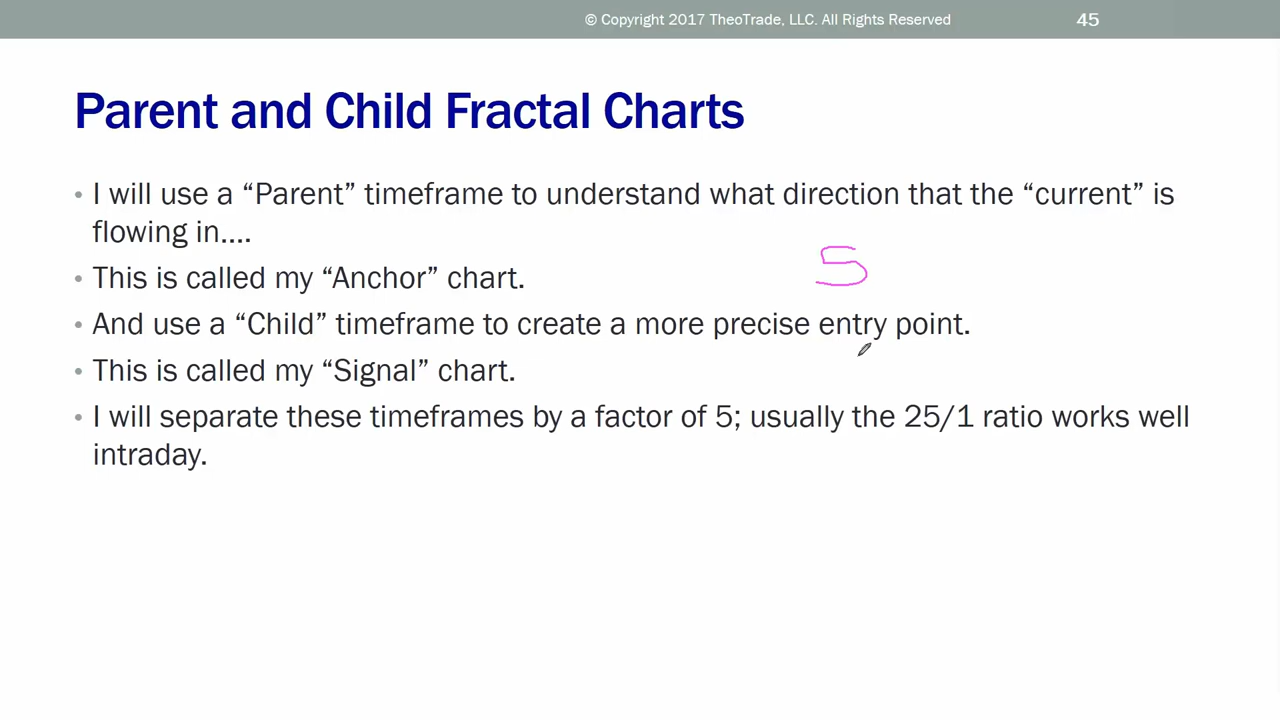 © Copyright 2017 TheoTrade, LLC. All Rights Reserved 45
Parent and Child Fractal Charts
• I will use a “Parent” timeframe to understand what direction that the “current” is
flowing in....
• This is called my “Anchor” chart.
5
• And use a “Child” timeframe to create a more precise entry point.
• This is called my “Signal” chart.
• I will separate these timeframes by a factor of 5; usually the 25/1 ratio works well
intraday.